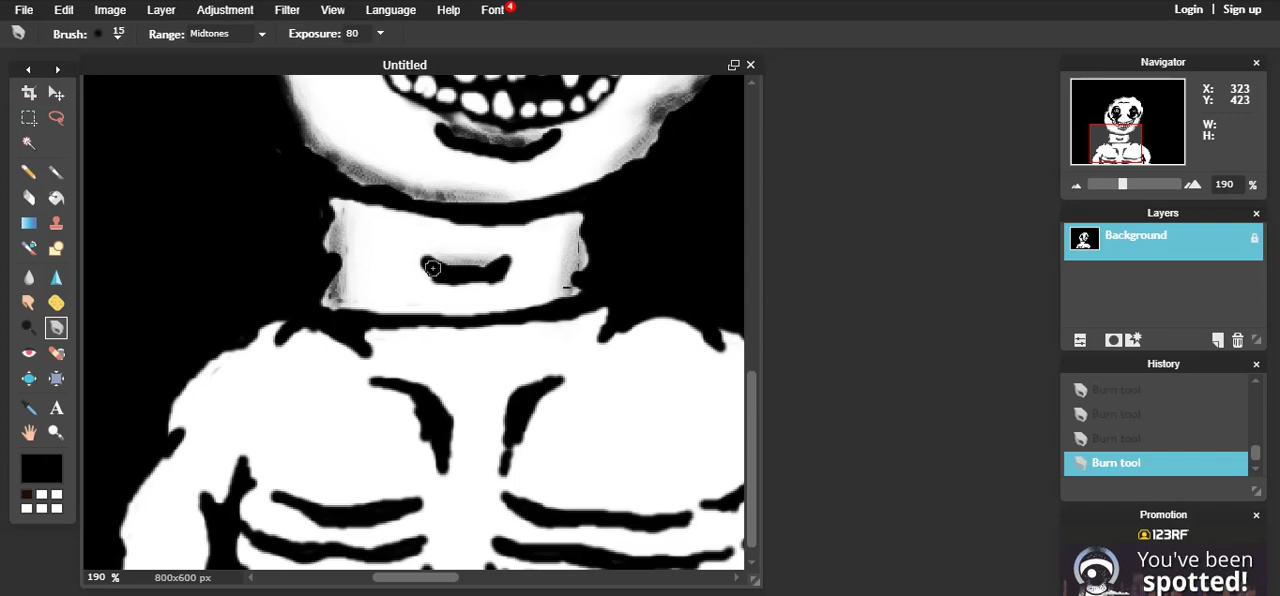 File Edit Image Layer Adjustment Filter View Language Help Font 4 Login | Sign up
Brush: 15 Range: Midtones Exposure: 80
Untitled
Navigator
X: 323
Y: 423
W:
H:
190 %
Layers
Background
History
Burn tool
Burn tool
Burn tool
Burn tool
Promotion
123RF
You've been
spotted!
A
190 % 800x600 px